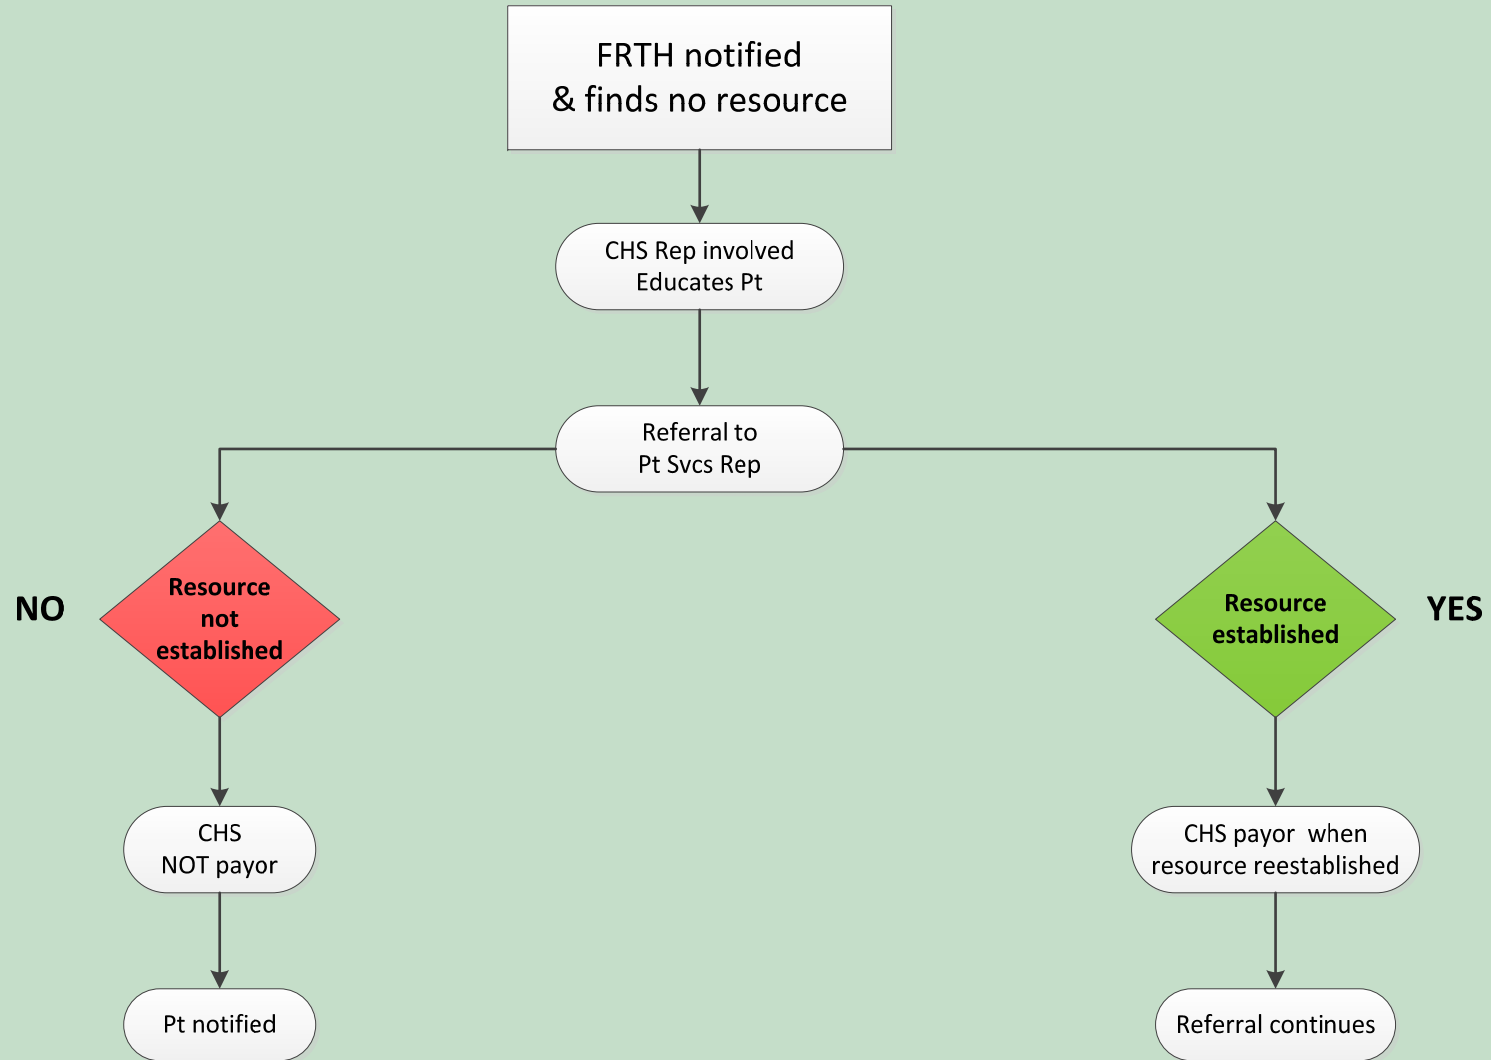 FRTH notified
& finds no resource
CHS Rep involved
Educates Pt
Referral to
Pt Svcs Rep
NO
Resource
not
established
Resource
established
YES
CHS
NOT payor
CHS payor when
resource reestablished
Pt notified
Referral continues